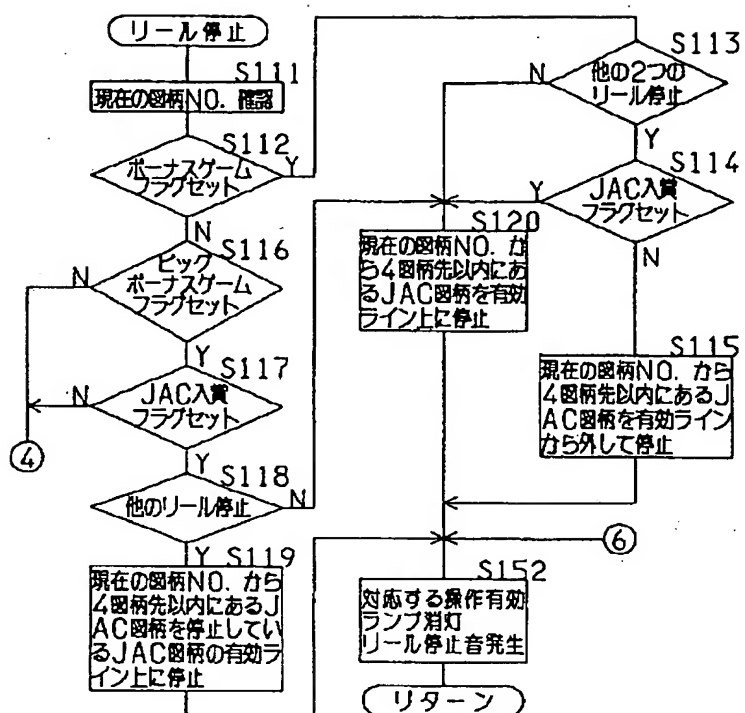 リール停止
S111
現在の図柄NO. 確認
S112
ボーナスゲーム
フラグセット
Y
N
S116
ビッグ
ボーナスゲーム
フラグセット
N
Y
S117
JAC入賞
フラグセット
N
④
Y
S118
他のリール停止
N
Y
S119
現在の図柄NO. から
4図柄先以内にあるJ
AC図柄を停止してい
るJAC図柄の有効ラ
イン上に停止
S113
他の2つの
リール停止
N
Y
S114
JAC入賞
フラグセット
Y
N
S120
現在の図柄NO. か
ら4図柄先以内にあ
るJAC図柄を有効
ライン上に停止
S115
現在の図柄NO. から
4図柄先以内にあるJ
AC図柄を有効ライン
から外して停止
⑥
S152
対応する操作有効
ランプ消灯
リール停止音発生
リターン